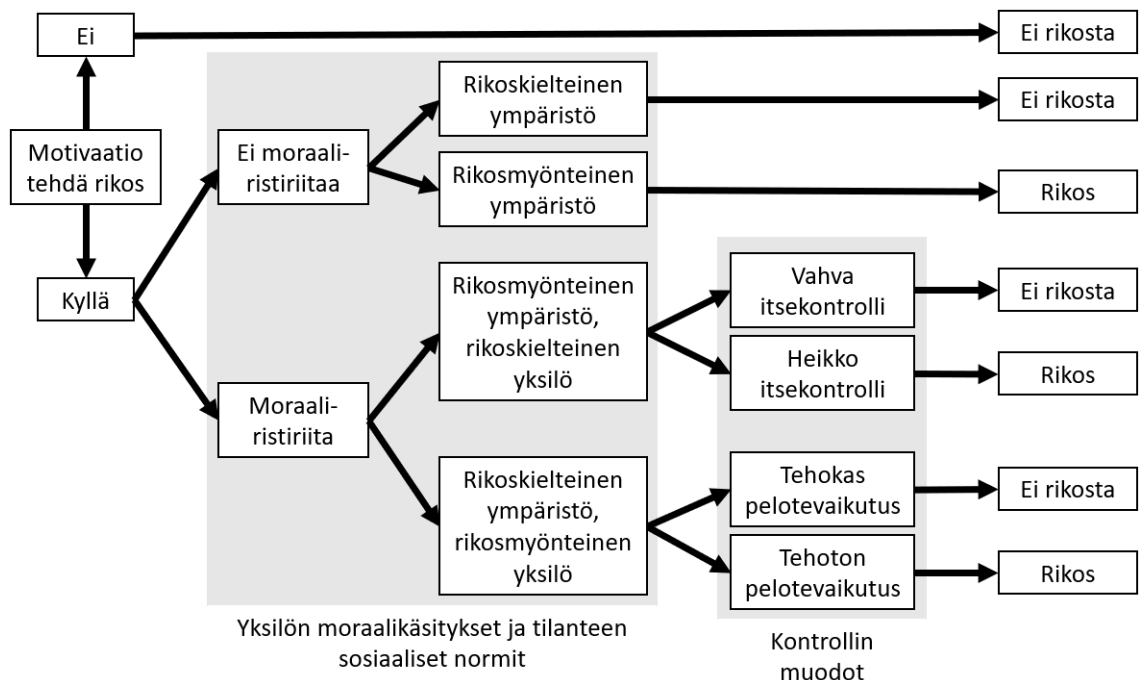 Ei
Ei rikosta
Motivaatio
tehdä rikos
Kyllä
Ei moraali-
ristiriitaa
Rikoskielteinen
ympäristö
Ei rikosta
Rikosmyönteinen
ympäristö
Rikos
Moraali-
ristiriita
Rikosmyönteinen
ympäristö,
rikoskielteinen
yksilö
Vahva
itsekontrolli
Ei rikosta
Heikko
itsekontrolli
Rikos
Rikoskielteinen
ympäristö,
rikosmyönteinen
yksilö
Tehokas
pelotevaikutus
Ei rikosta
Tehoton
pelotevaikutus
Rikos
Yksilön moraalikäsitykset ja tilanteen
sosiaaliset normit
Kontrollin
muodot